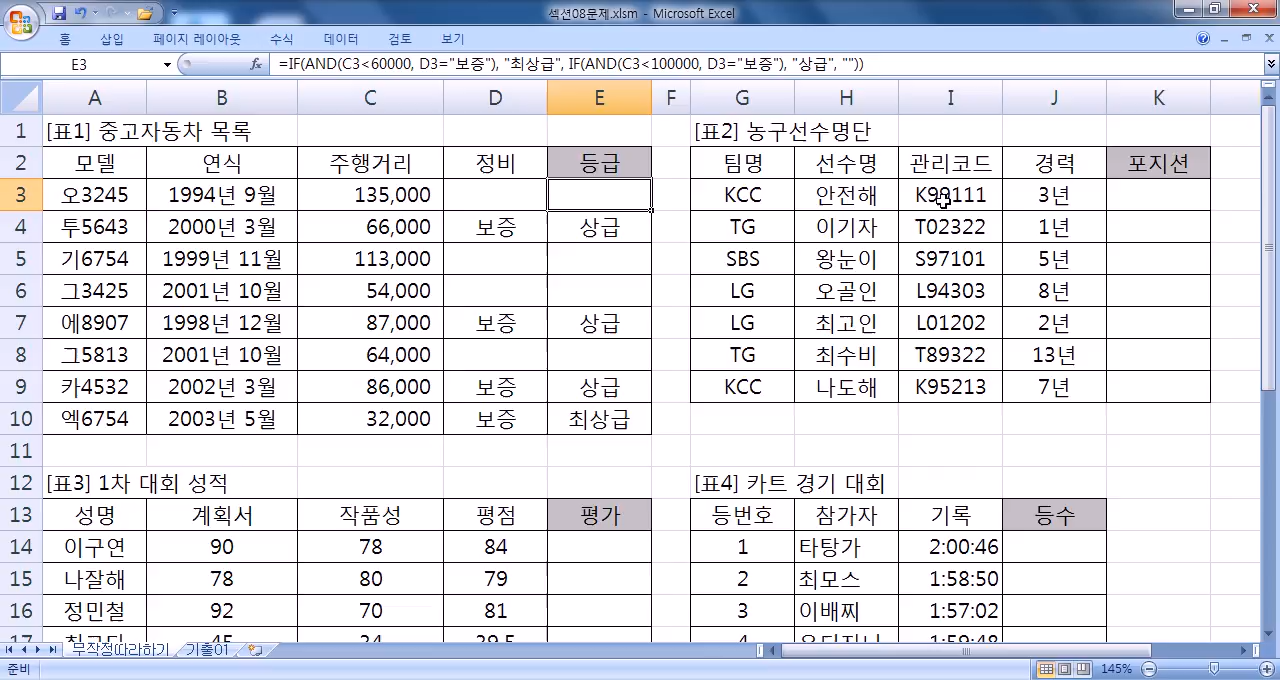 섹션08문제.xlsm - Microsoft Excel
홈 삽입 페이지 레이아웃 수식 데이터 검토 보기
E3 fx =IF(AND(C3<60000, D3="보증"), "최상급", IF(AND(C3<100000, D3="보증"), "상급", ""))
A B C D E F G H I J K
1 [표1] 중고자동차 목록 [표2] 농구선수명단
2 모델 연식 주행거리 정비 등급 팀명 선수명 관리코드 경력 포지션
3 오3245 1994년 9월 135,000 KCC 안전해 K99111 3년
4 투5643 2000년 3월 66,000 보증 상급 TG 이기자 T02322 1년
5 기6754 1999년 11월 113,000 SBS 왕눈이 S97101 5년
6 그3425 2001년 10월 54,000 LG 오골인 L94303 8년
7 에8907 1998년 12월 87,000 보증 상급 LG 최고인 L01202 2년
8 그5813 2001년 10월 64,000 TG 최수비 T89322 13년
9 카4532 2002년 3월 86,000 보증 상급 KCC 나도해 K95213 7년
10 엑6754 2003년 5월 32,000 보증 최상급
11
12 [표3] 1차 대회 성적 [표4] 카트 경기 대회
13 성명 계획서 작품성 평점 평가 등번호 참가자 기록 등수
14 이구연 90 78 84 1 타탕가 2:00:46
15 나잘해 78 80 79 2 최모스 1:58:50
16 정민철 92 70 81 3 이배찌 1:57:02
무작정따라하기 기출01
준비 145%